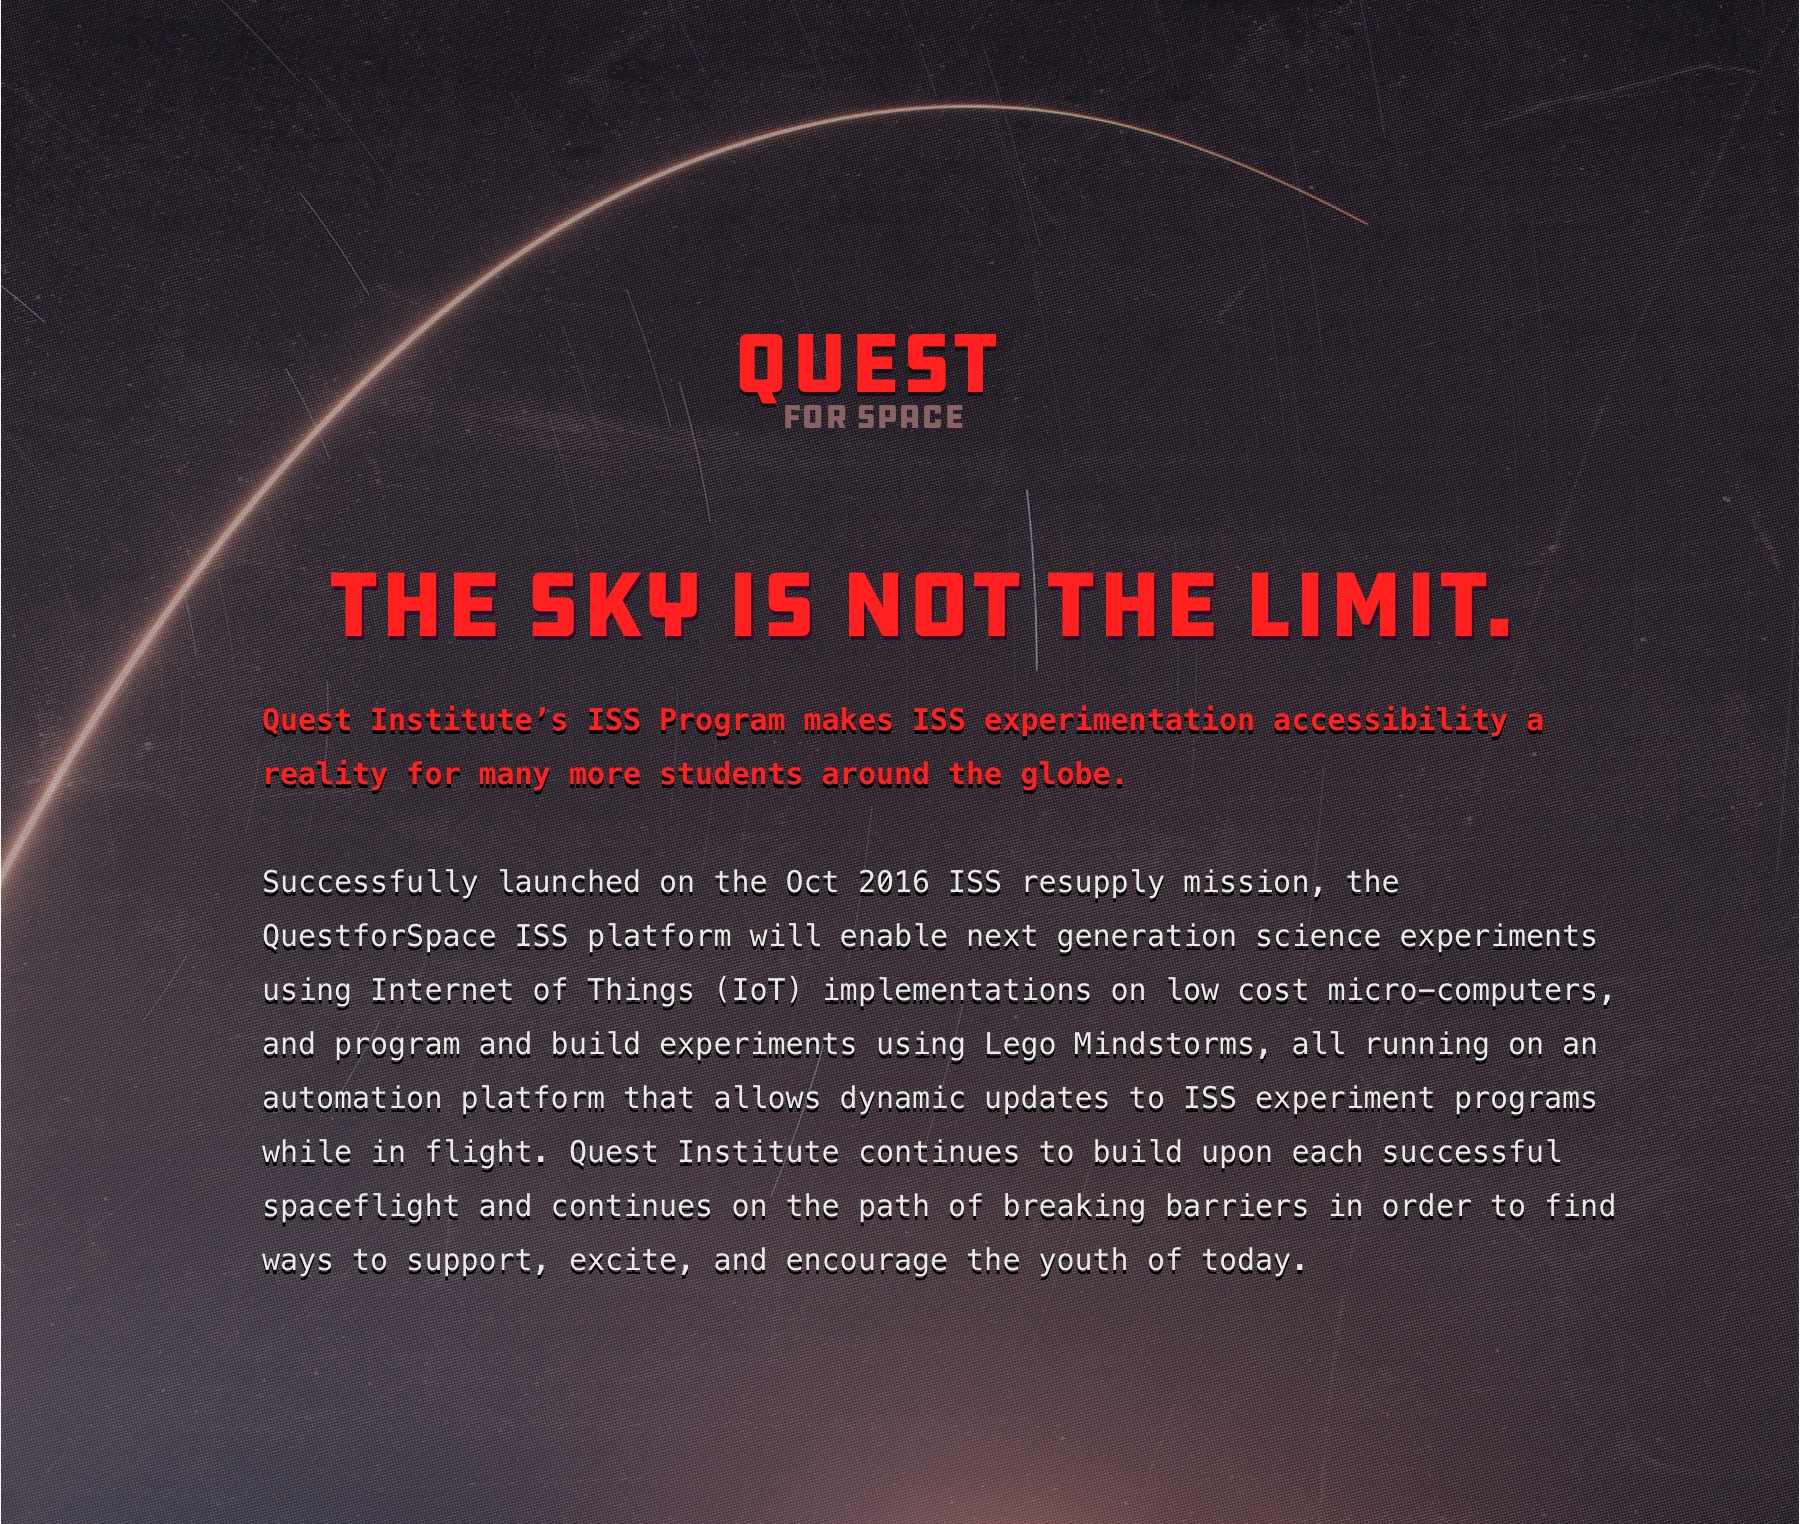 QUEST
FOR SPACE
THE SKY IS NOT THE LIMIT.
Quest Institute’s ISS Program makes ISS experimentation accessibility a
reality for many more students around the globe.
Successfully launched on the Oct 2016 ISS resupply mission, the
QuestforSpace ISS platform will enable next generation science experiments
using Internet of Things (IoT) implementations on low cost micro–computers,
and program and build experiments using Lego Mindstorms, all running on an
automation platform that allows dynamic updates to ISS experiment programs
while in flight. Quest Institute continues to build upon each successful
spaceflight and continues on the path of breaking barriers in order to find
ways to support, excite, and encourage the youth of today.